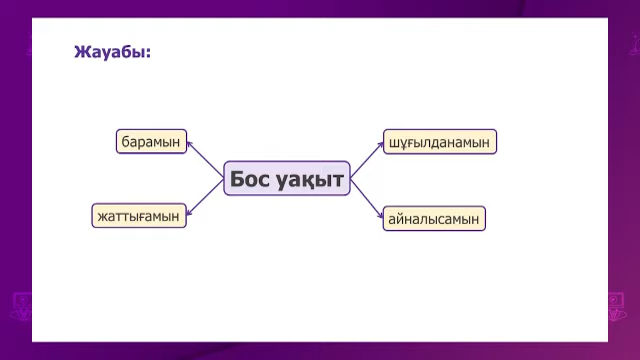 Жауабы:
барамын
шұғылданамын
Бос уақыт
жаттығамын
айналысамын